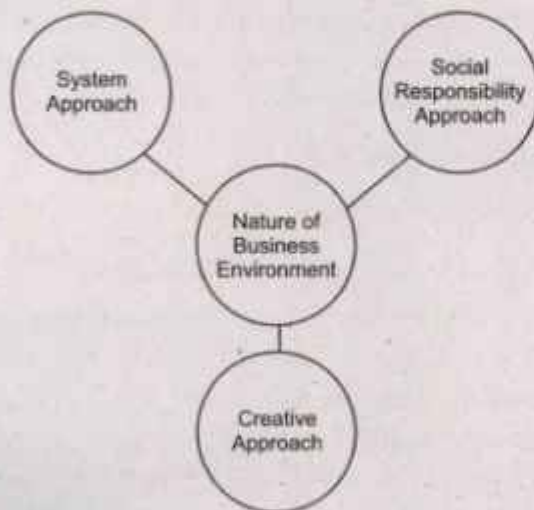 System
Approach
Social
Responsibility
Approach
Nature of
Business
Environment
Creative
Approach